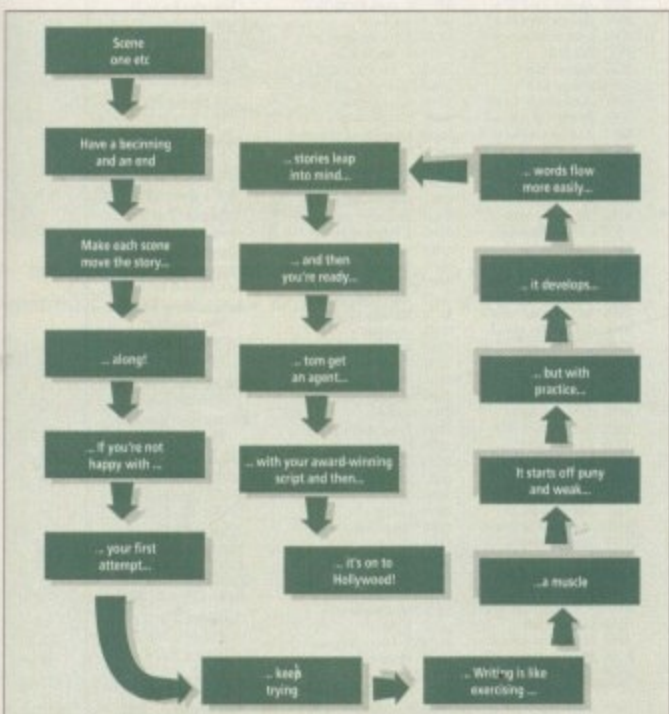 Scene
one etc
Have a beginning
and an end
Make each scene
move the story...
... along!
... If you're not
happy with ...
... your first
attempt...
... keep
trying
... Writing is like
exercising ...
...a muscle
It starts off puny
and weak...
... but with
practice...
... it develops...
... words flow
more easily...
... stories leap
into mind...
... and then
you're ready...
... tom get
an agent...
... with your award-winning
script and then...
... it's on to
Hollywood!